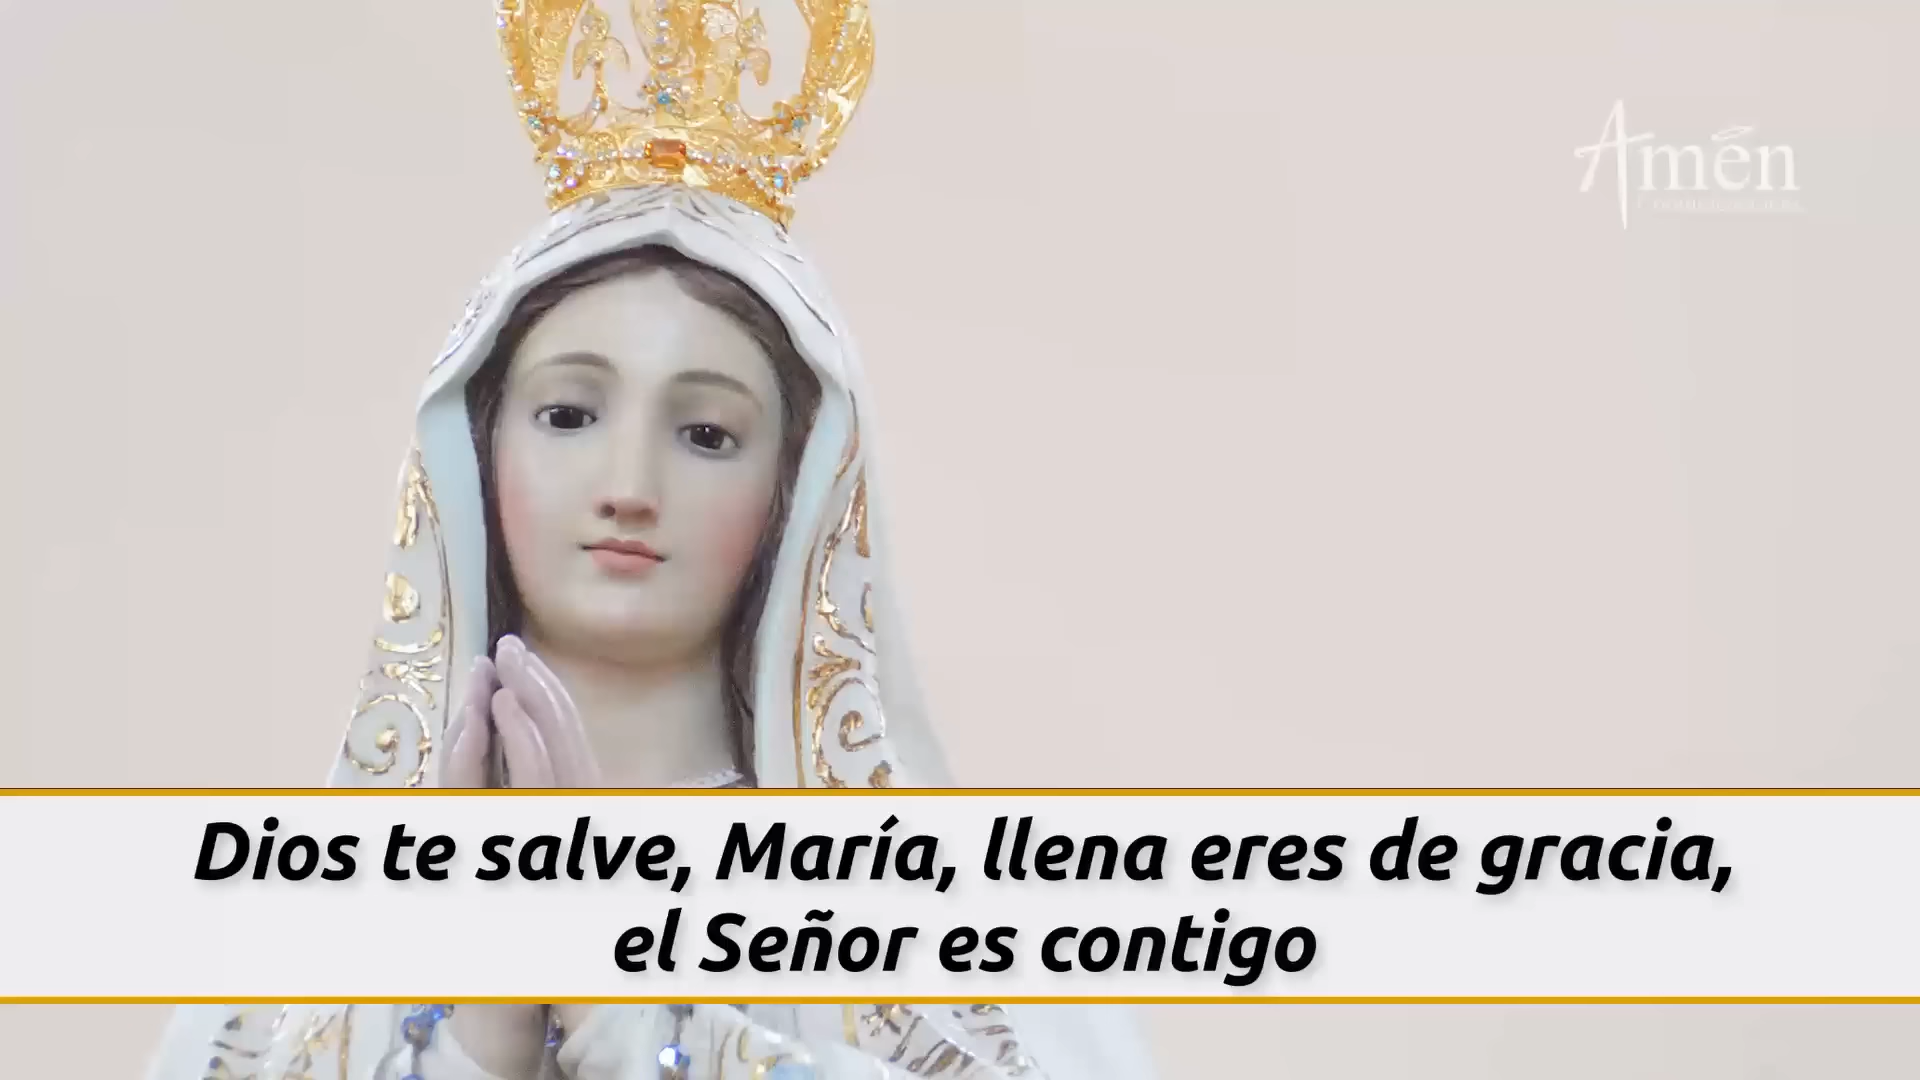 Amén
Dios te salve, María, llena eres de gracia,
el Señor es contigo